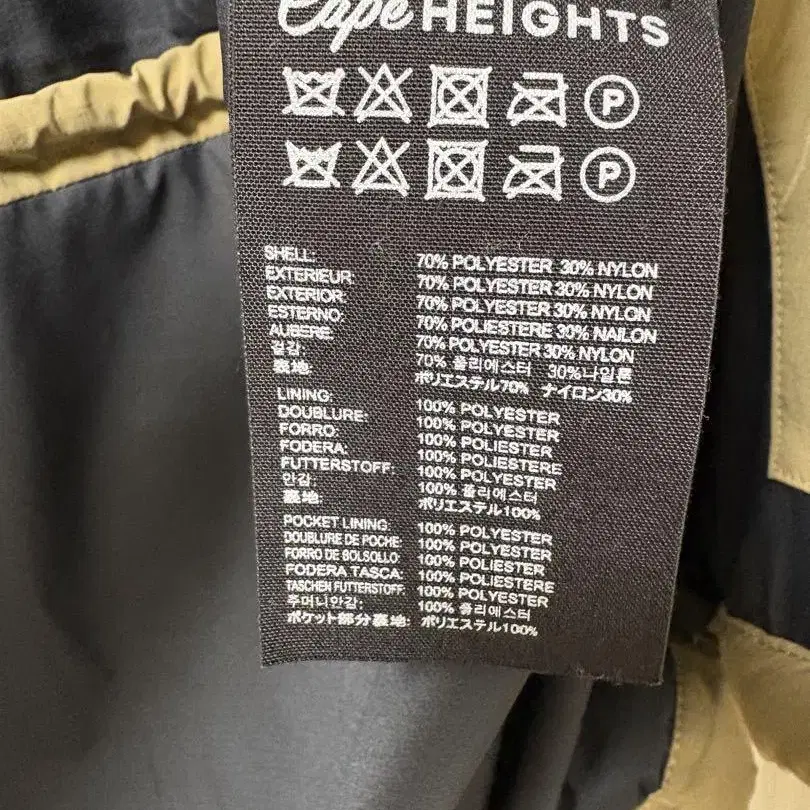 Cape HEIGHTS
P
P
SHELL: 70% POLYESTER 30% NYLON
EXTERIEUR: 70% POLYESTER 30% NYLON
EXTERIOR: 70% POLYESTER 30% NYLON
ESTERNO: 70% POLIESTERE 30% NAILON
AUBERE: 70% POLYESTER 30% NYLON
겉감: 70% 폴리에스터 30%나일론
表地: ポリエステル70% ナイロン30%
LINING: 100% POLYESTER
DOUBLURE: 100% POLYESTER
FORRO: 100% POLIESTER
FODERA: 100% POLIESTERE
FUTTERSTOFF: 100% POLYESTER
안감: 100% 폴리에스터
裏地: ポリエステル100%
POCKET LINING: 100% POLYESTER
DOUBLURE DE POCHE: 100% POLYESTER
FORRO DE BOLSOLLO: 100% POLIESTER
FODERA TASCA: 100% POLIESTERE
TASCHEN FUTTERSTOFF: 100% POLYESTER
주머니안감: 100% 폴리에스터
ポケット部分裏地: ポリエステル100%